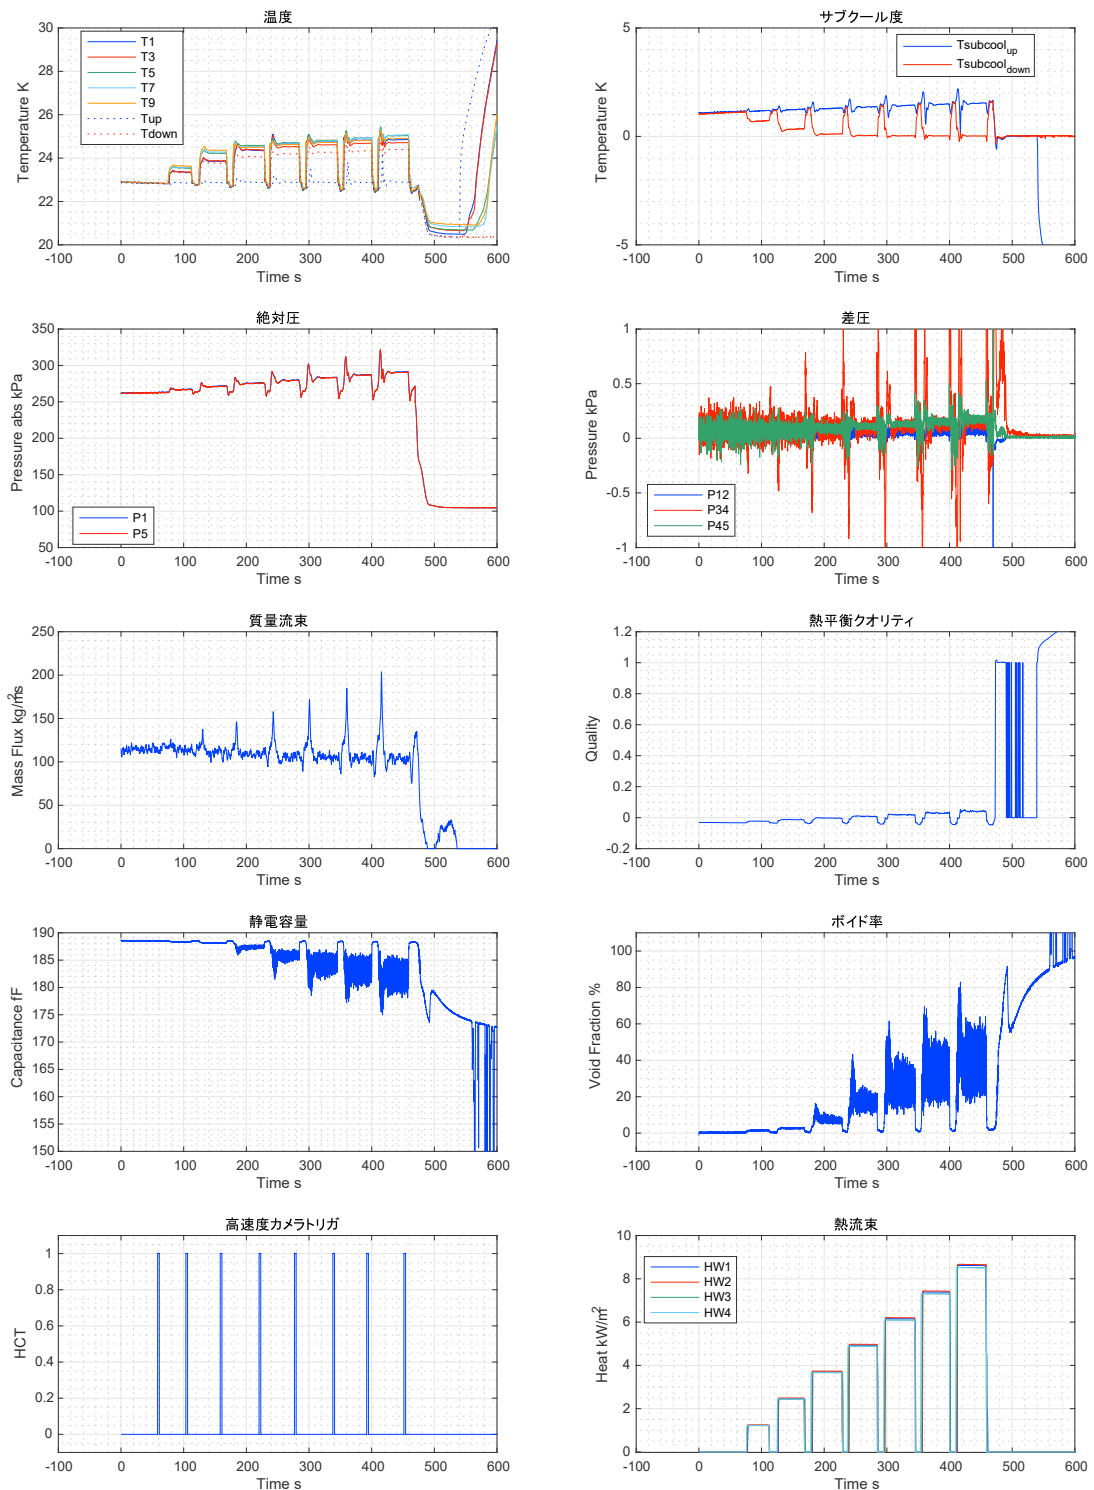 温度
30
28
26
24
22
20
Temperature K
T1
T3
T5
T7
T9
Tup
Tdown
-100 0 100 200 300 400 500 600
Time s
サブクール度
5
0
-5
Temperature K
Tsubcool_up
Tsubcool_down
-100 0 100 200 300 400 500 600
Time s
絶対圧
350
300
250
200
150
100
50
Pressure abs kPa
P1
P5
-100 0 100 200 300 400 500 600
Time s
差圧
1
0.5
0
-0.5
-1
Pressure kPa
P12
P34
P45
-100 0 100 200 300 400 500 600
Time s
質量流束
250
200
150
100
50
0
Mass Flux kg/m²s
-100 0 100 200 300 400 500 600
Time s
熱平衡クオリティ
1.2
1
0.8
0.6
0.4
0.2
0
-0.2
Quality
-100 0 100 200 300 400 500 600
Time s
静電容量
190
185
180
175
170
165
160
155
150
Capacitance fF
-100 0 100 200 300 400 500 600
Time s
ボイド率
100
80
60
40
20
0
Void Fraction %
-100 0 100 200 300 400 500 600
Time s
高速度カメラトリガ
1
0.8
0.6
0.4
0.2
0
HCT
-100 0 100 200 300 400 500 600
Time s
熱流束
10
8
6
4
2
0
Heat kW/m²
HW1
HW2
HW3
HW4
-100 0 100 200 300 400 500 600
Time s